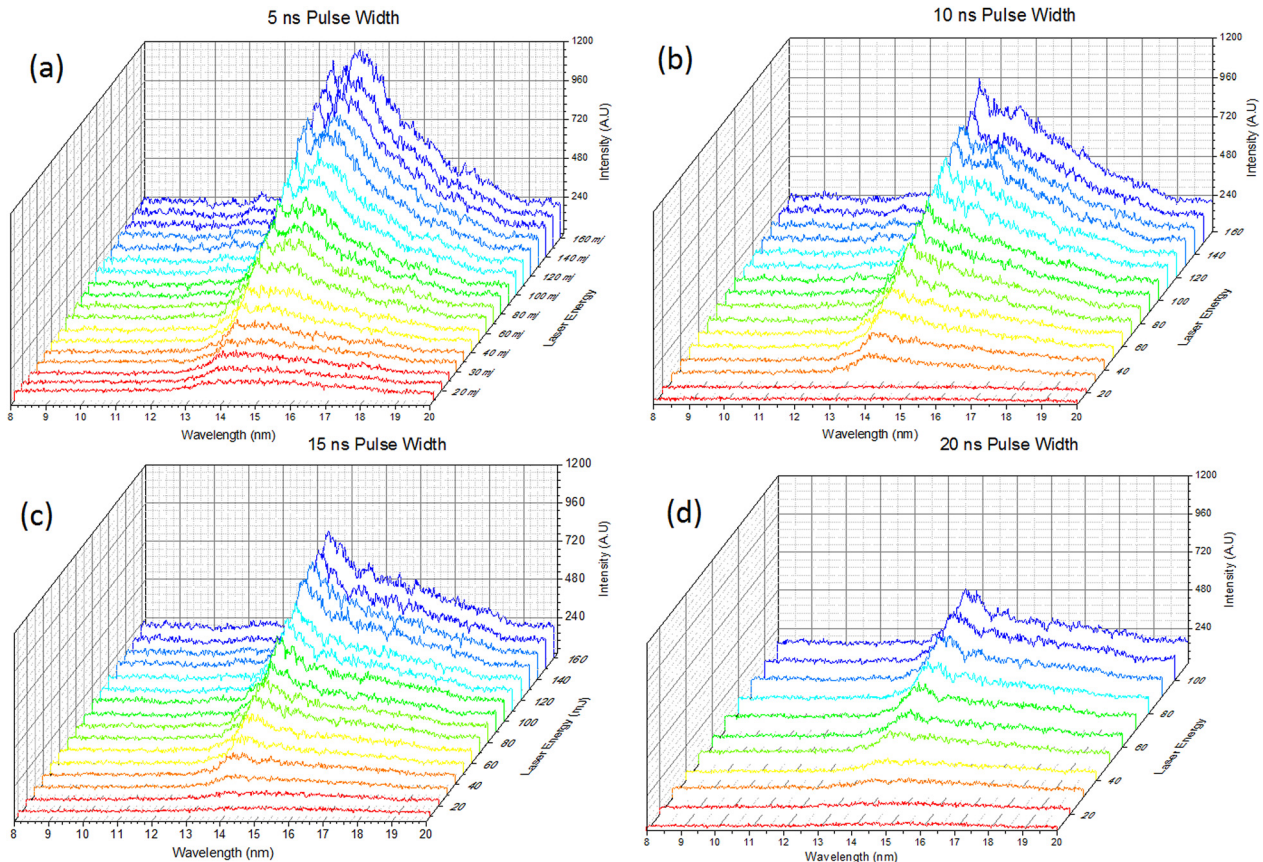 5 ns Pulse Width
(a)
1200
960
720
480
240
Intensity (A.U)
160 mj
140 mj
120 mj
100 mj
80 mj
60 mj
40 mj
30 mj
20 mj
Laser Energy
8 9 10 11 12 13 14 15 16 17 18 19 20
Wavelength (nm)
10 ns Pulse Width
(b)
1200
960
720
480
240
Intensity (A.U)
160
140
120
100
80
60
40
20
Laser Energy
8 9 10 11 12 13 14 15 16 17 18 19 20
Wavelength (nm)
15 ns Pulse Width
(c)
1200
960
720
480
240
Intensity (A.U)
160
140
120
100
80
60
40
20
Laser Energy (mJ)
8 9 10 11 12 13 14 15 16 17 18 19 20
Wavelength (nm)
20 ns Pulse Width
(d)
1200
960
720
480
240
Intensity (A.U)
100
80
60
40
20
Laser Energy
8 9 10 11 12 13 14 15 16 17 18 19 20
Wavelength (nm)